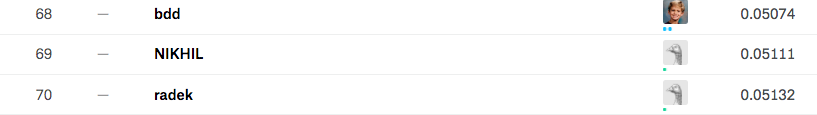 68 — bdd 0.05074
69 — NIKHIL 0.05111
70 — radek 0.05132